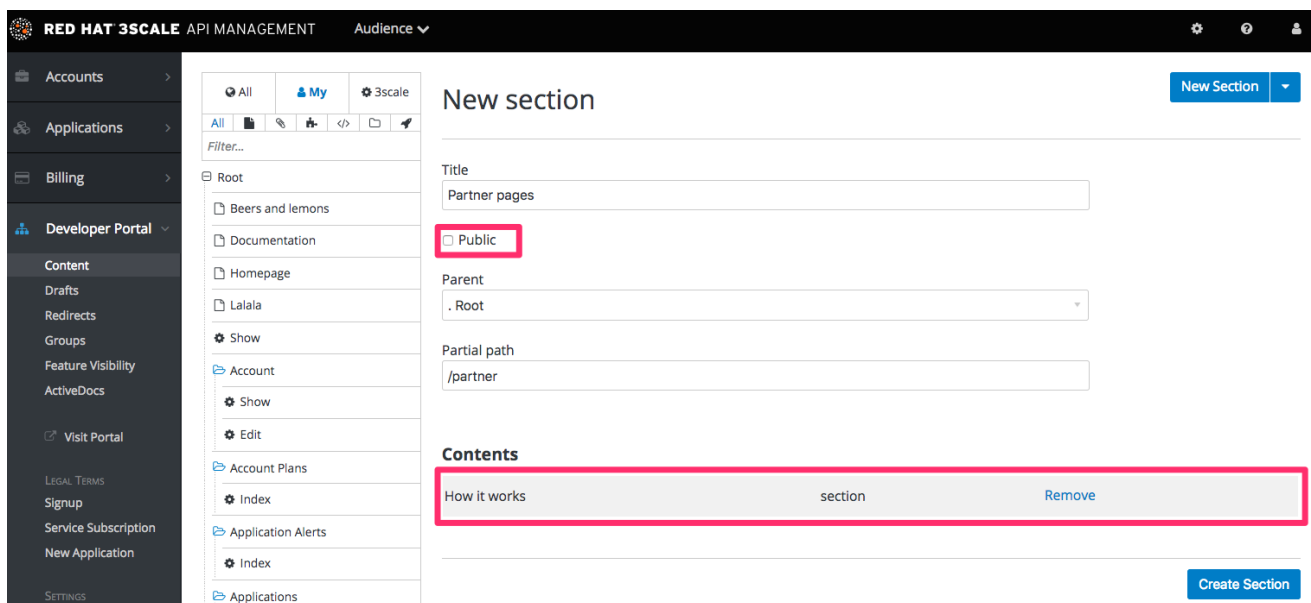 RED HAT 3SCALE API MANAGEMENT
Audience
Accounts
Applications
Billing
Developer Portal
Content
Drafts
Redirects
Groups
Feature Visibility
ActiveDocs
Visit Portal
LEGAL TERMS
Signup
Service Subscription
New Application
SETTINGS
All My 3scale
All
Filter...
Root
Beers and lemons
Documentation
Homepage
Lalala
Show
Account
Show
Edit
Account Plans
Index
Application Alerts
Index
Applications
New section
New Section
Title
Partner pages
Public
Parent
. Root
Partial path
/partner
Contents
How it works section Remove
Create Section